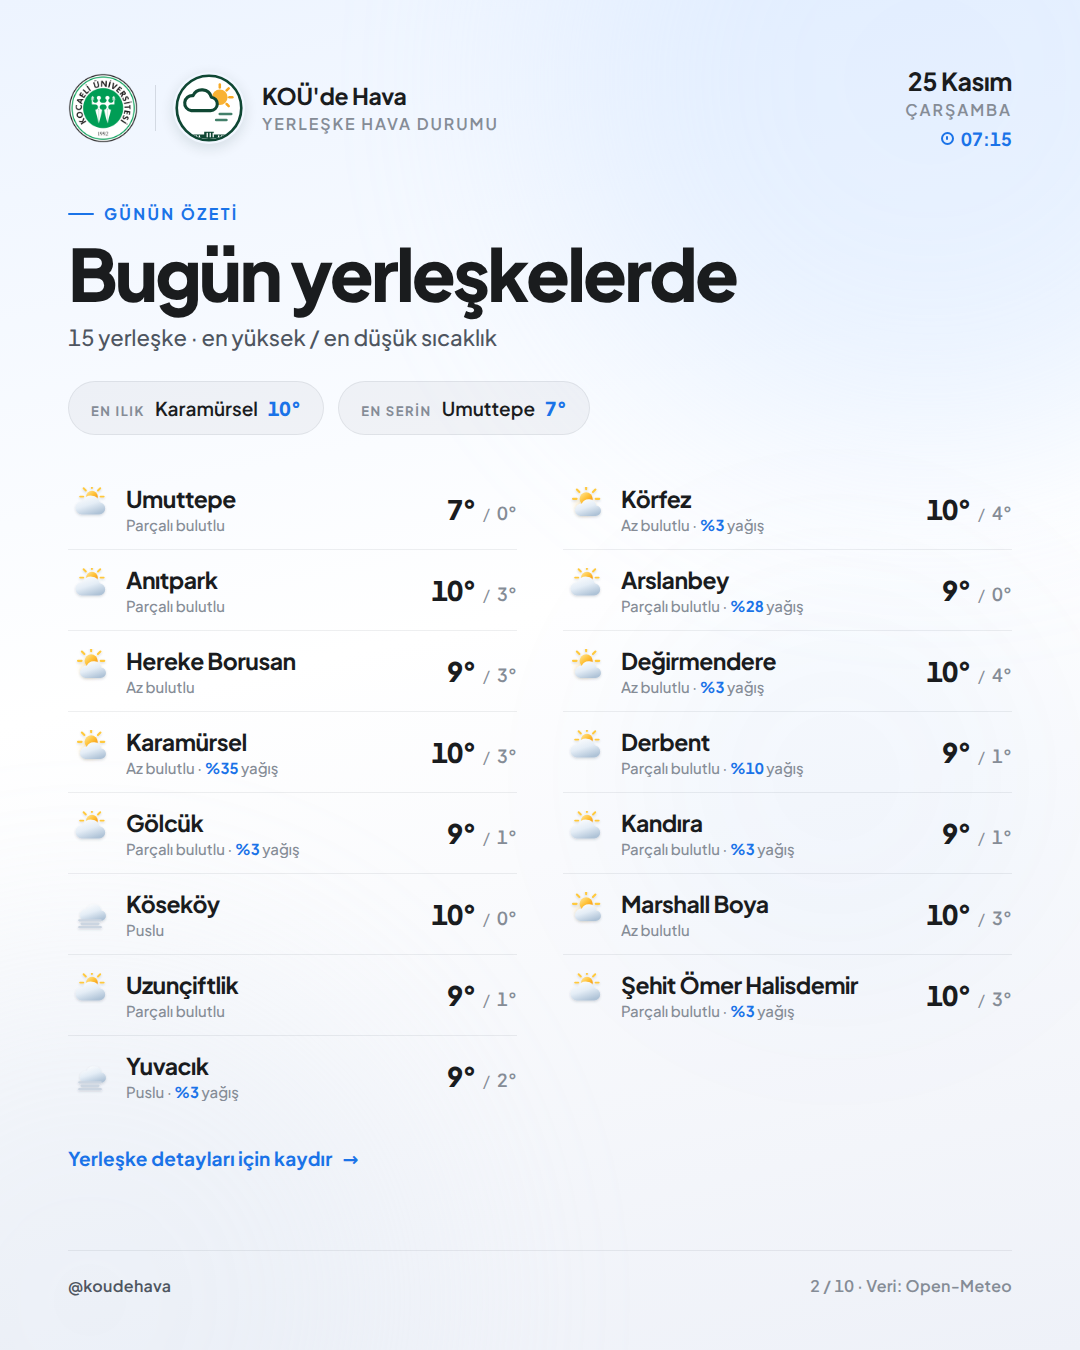 KOCAELİ ÜNİVERSİTESİ
1992
KOÜ'de Hava
YERLEŞKE HAVA DURUMU
25 Kasım
ÇARŞAMBA
07:15
GÜNÜN ÖZETİ
Bugün yerleşkelerde
15 yerleşke · en yüksek / en düşük sıcaklık
EN ILIK Karamürsel 10°
EN SERİN Umuttepe 7°
Umuttepe 7° / 0°
Parçalı bulutlu
Anıtpark 10° / 3°
Parçalı bulutlu
Hereke Borusan 9° / 3°
Az bulutlu
Karamürsel 10° / 3°
Az bulutlu · %35 yağış
Gölcük 9° / 1°
Parçalı bulutlu · %3 yağış
Köseköy 10° / 0°
Puslu
Uzunçiftlik 9° / 1°
Parçalı bulutlu
Yuvacık 9° / 2°
Puslu · %3 yağış
Körfez 10° / 4°
Az bulutlu · %3 yağış
Arslanbey 9° / 0°
Parçalı bulutlu · %28 yağış
Değirmendere 10° / 4°
Az bulutlu · %3 yağış
Derbent 9° / 1°
Parçalı bulutlu · %10 yağış
Kandıra 9° / 1°
Parçalı bulutlu · %3 yağış
Marshall Boya 10° / 3°
Az bulutlu
Şehit Ömer Halisdemir 10° / 3°
Parçalı bulutlu · %3 yağış
Yerleşke detayları için kaydır →
@koudehava
2 / 10 · Veri: Open-Meteo